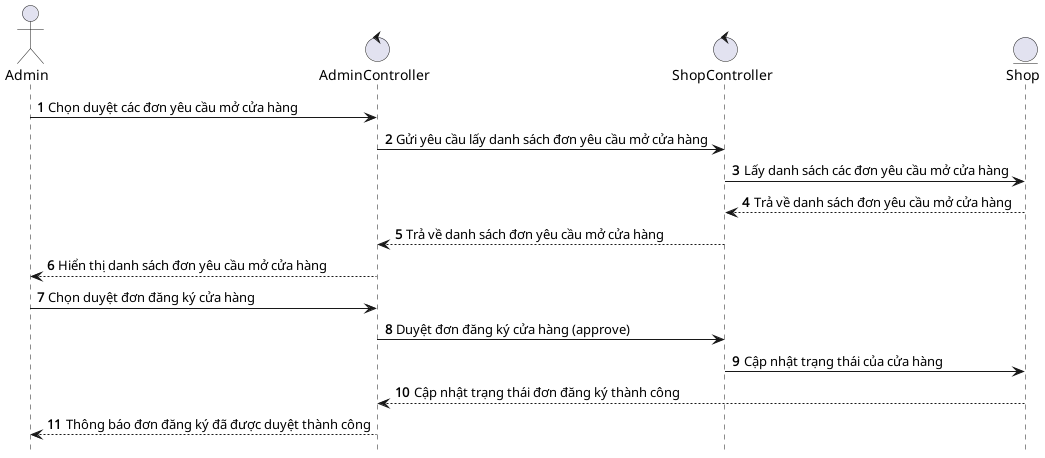 Admin
AdminController
ShopController
Shop
1 Chọn duyệt các đơn yêu cầu mở cửa hàng
2 Gửi yêu cầu lấy danh sách đơn yêu cầu mở cửa hàng
3 Lấy danh sách các đơn yêu cầu mở cửa hàng
4 Trả về danh sách đơn yêu cầu mở cửa hàng
5 Trả về danh sách đơn yêu cầu mở cửa hàng
6 Hiển thị danh sách đơn yêu cầu mở cửa hàng
7 Chọn duyệt đơn đăng ký cửa hàng
8 Duyệt đơn đăng ký cửa hàng (approve)
9 Cập nhật trạng thái của cửa hàng
10 Cập nhật trạng thái đơn đăng ký thành công
11 Thông báo đơn đăng ký đã được duyệt thành công